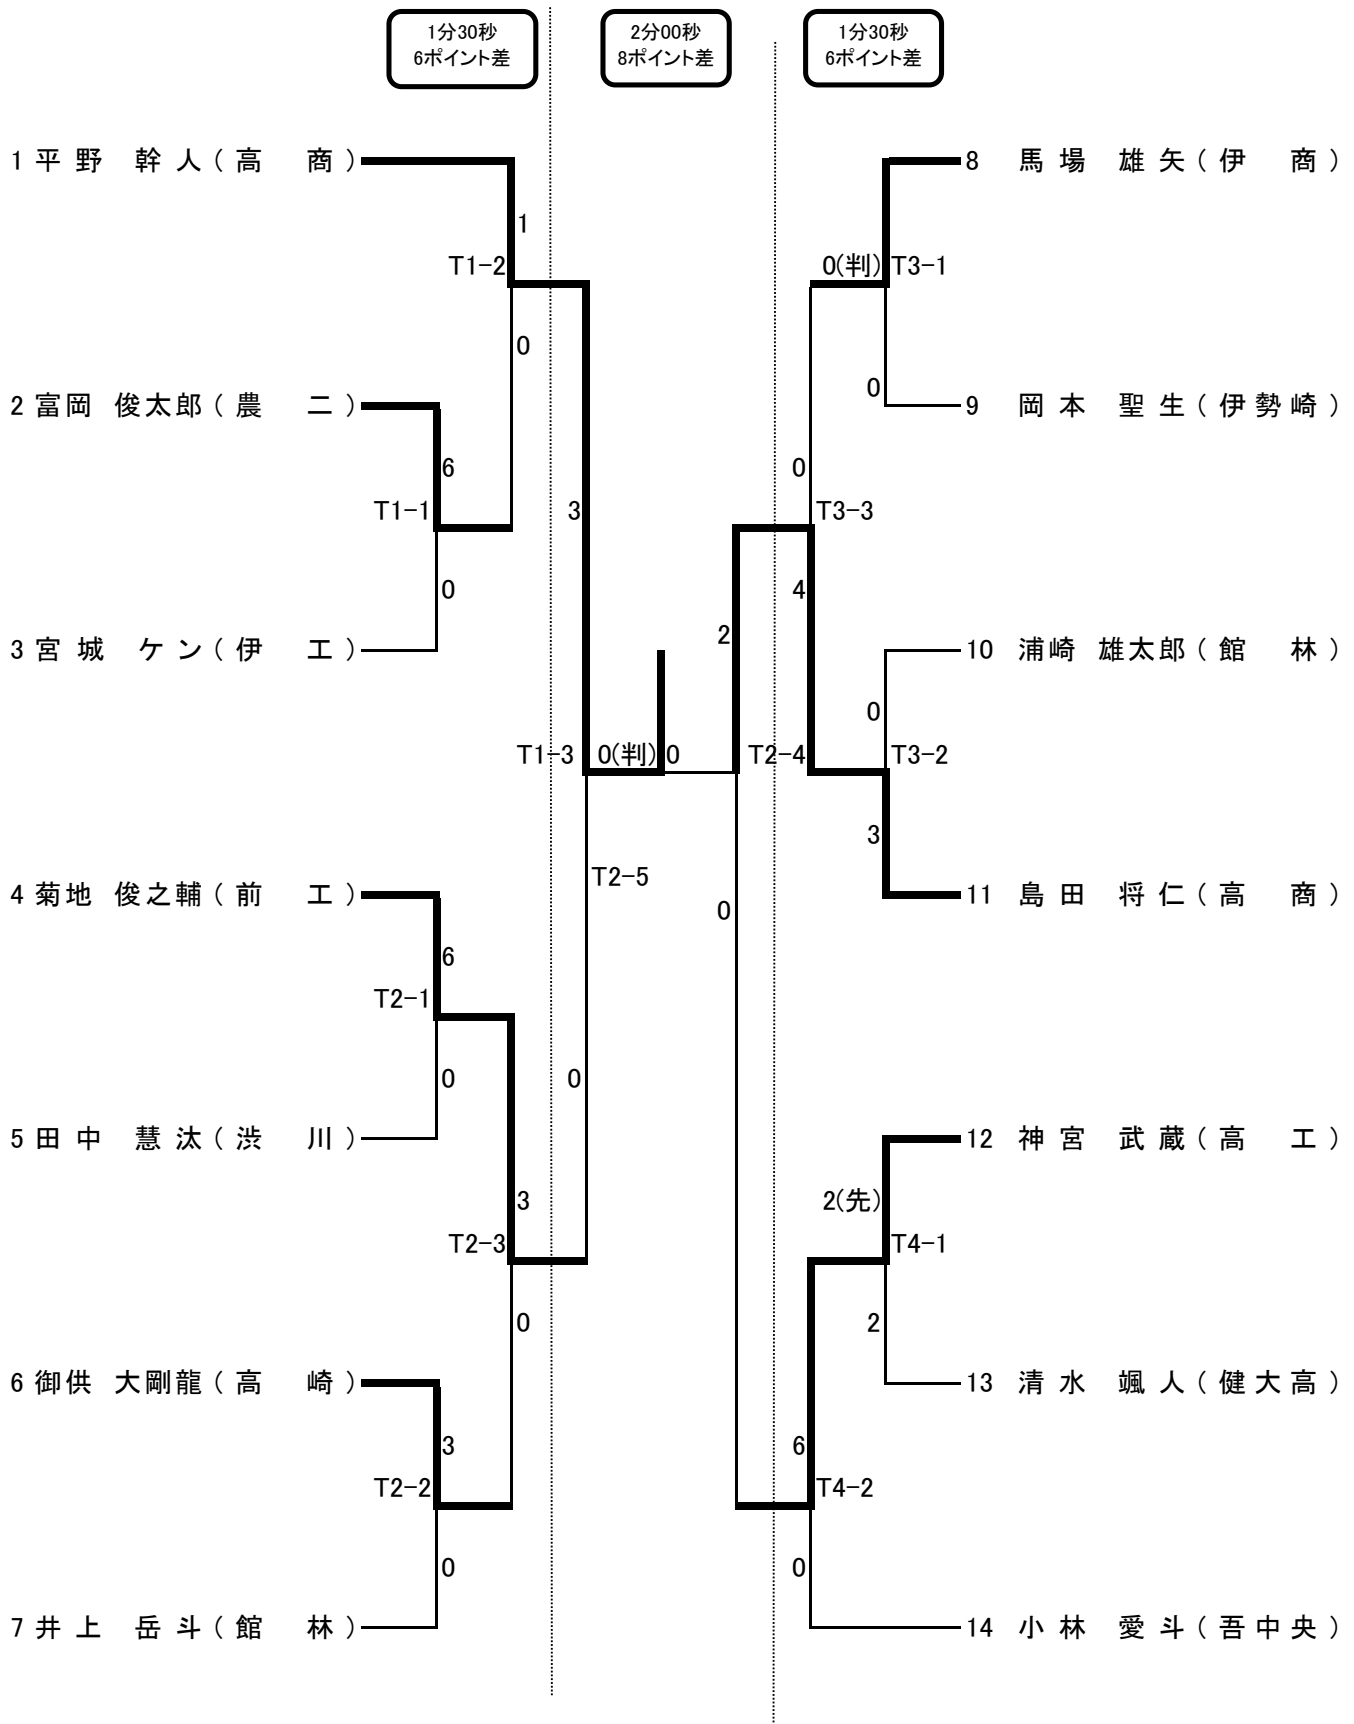 1分30秒
6ポイント差
2分00秒
8ポイント差
1分30秒
6ポイント差
1 平野 幹人(高 商)
8 馬場 雄矢(伊 商)
1
T1-2
0(判)
T3-1
0
0
2 富岡 俊太郎(農 二)
9 岡本 聖生(伊勢崎)
6
0
T1-1
3
T3-3
0
4
2
3 宮城 ケン(伊 工)
10 浦崎 雄太郎(館 林)
0
T1-3
0(判)
0
T2-4
T3-2
3
T2-5
4 菊地 俊之輔(前 工)
0
11 島田 将仁(高 商)
6
T2-1
0
0
5 田中 慧汰(渋 川)
12 神宮 武蔵(高 工)
3
2(先)
T2-3
T4-1
0
2
6 御供 大剛龍(高 崎)
13 清水 颯人(健大高)
3
6
T2-2
T4-2
0
0
7 井上 岳斗(館 林)
14 小林 愛斗(吾中央)